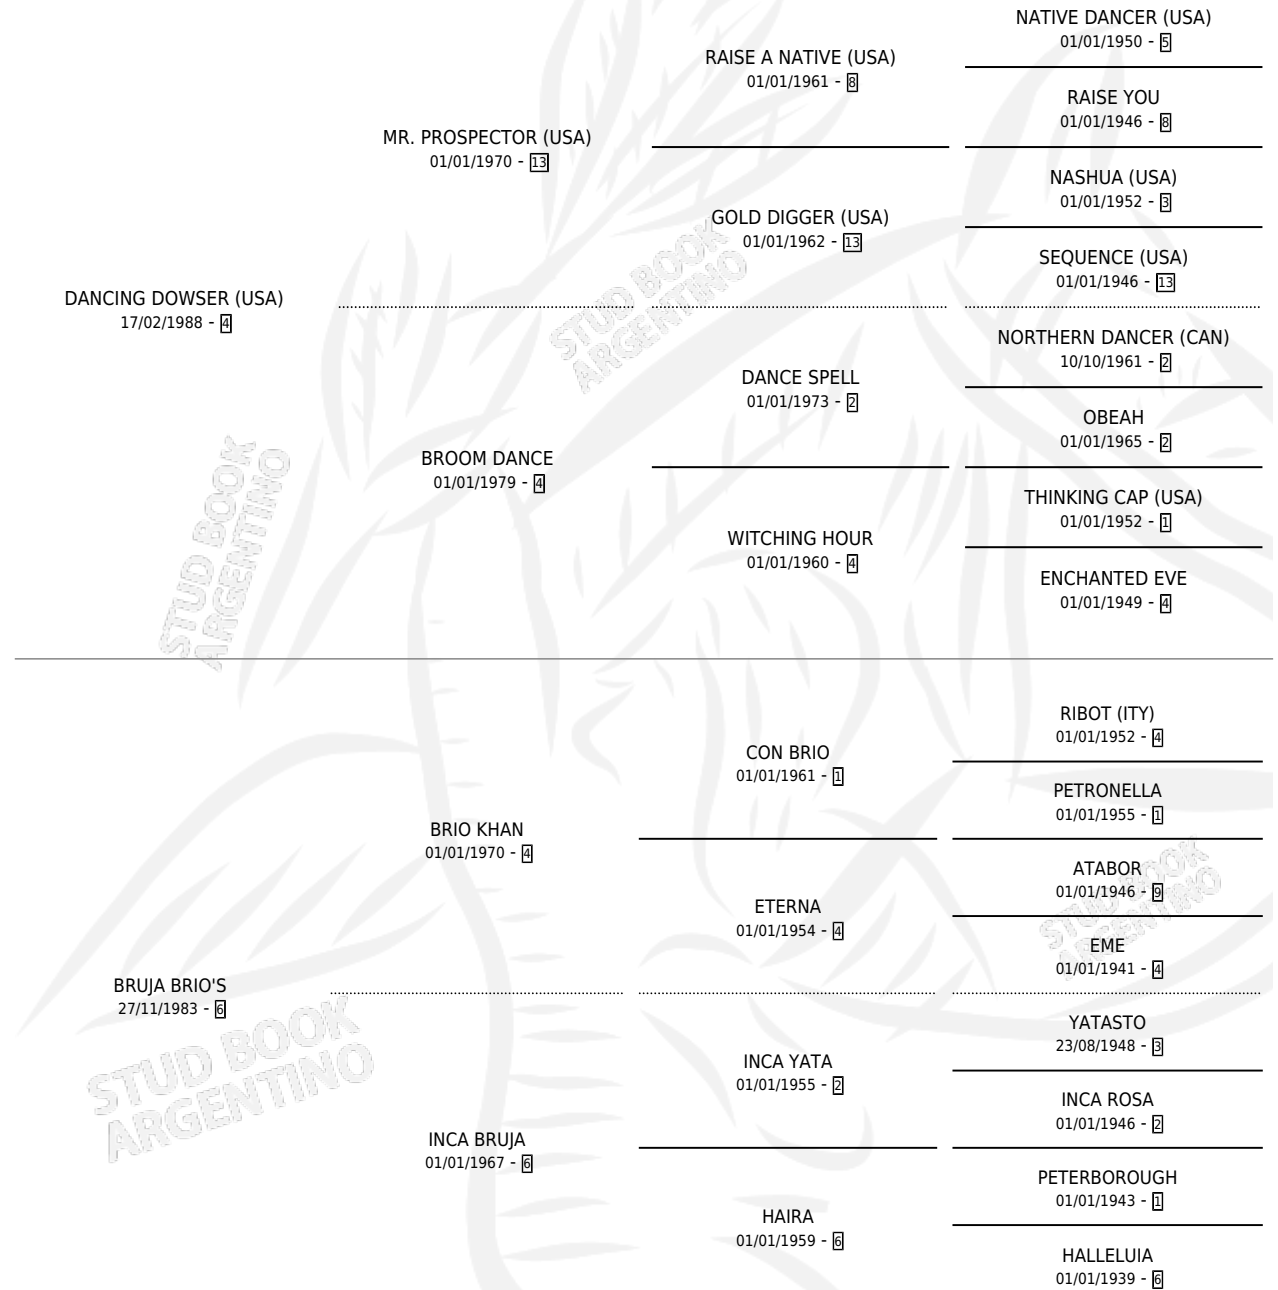 NATIVE DANCER (USA)
01/01/1950 - 5
RAISE A NATIVE (USA)
01/01/1961 - 8
RAISE YOU
01/01/1946 - 8
MR. PROSPECTOR (USA)
01/01/1970 - 13
NASHUA (USA)
01/01/1952 - 3
GOLD DIGGER (USA)
01/01/1962 - 13
SEQUENCE (USA)
01/01/1946 - 13
DANCING DOWSER (USA)
17/02/1988 - 4
NORTHERN DANCER (CAN)
10/10/1961 - 2
DANCE SPELL
01/01/1973 - 2
OBEAH
01/01/1965 - 2
BROOM DANCE
01/01/1979 - 4
THINKING CAP (USA)
01/01/1952 - 1
WITCHING HOUR
01/01/1960 - 4
ENCHANTED EVE
01/01/1949 - 4
RIBOT (ITY)
01/01/1952 - 4
CON BRIO
01/01/1961 - 1
PETRONELLA
01/01/1955 - 1
BRIO KHAN
01/01/1970 - 4
ATABOR
01/01/1946 - 9
ETERNA
01/01/1954 - 4
EME
01/01/1941 - 4
BRUJA BRIO'S
27/11/1983 - 6
YATASTO
23/08/1948 - 3
INCA YATA
01/01/1955 - 2
INCA ROSA
01/01/1946 - 2
INCA BRUJA
01/01/1967 - 6
PETERBOROUGH
01/01/1943 - 1
HAIRA
01/01/1959 - 6
HALLELUIA
01/01/1939 - 6
STUD BOOK
ARGENTINO
STUD BOOK
ARGENTINO
STUD BOOK
ARGENTINO
STUD BOOK
ARGENTINO